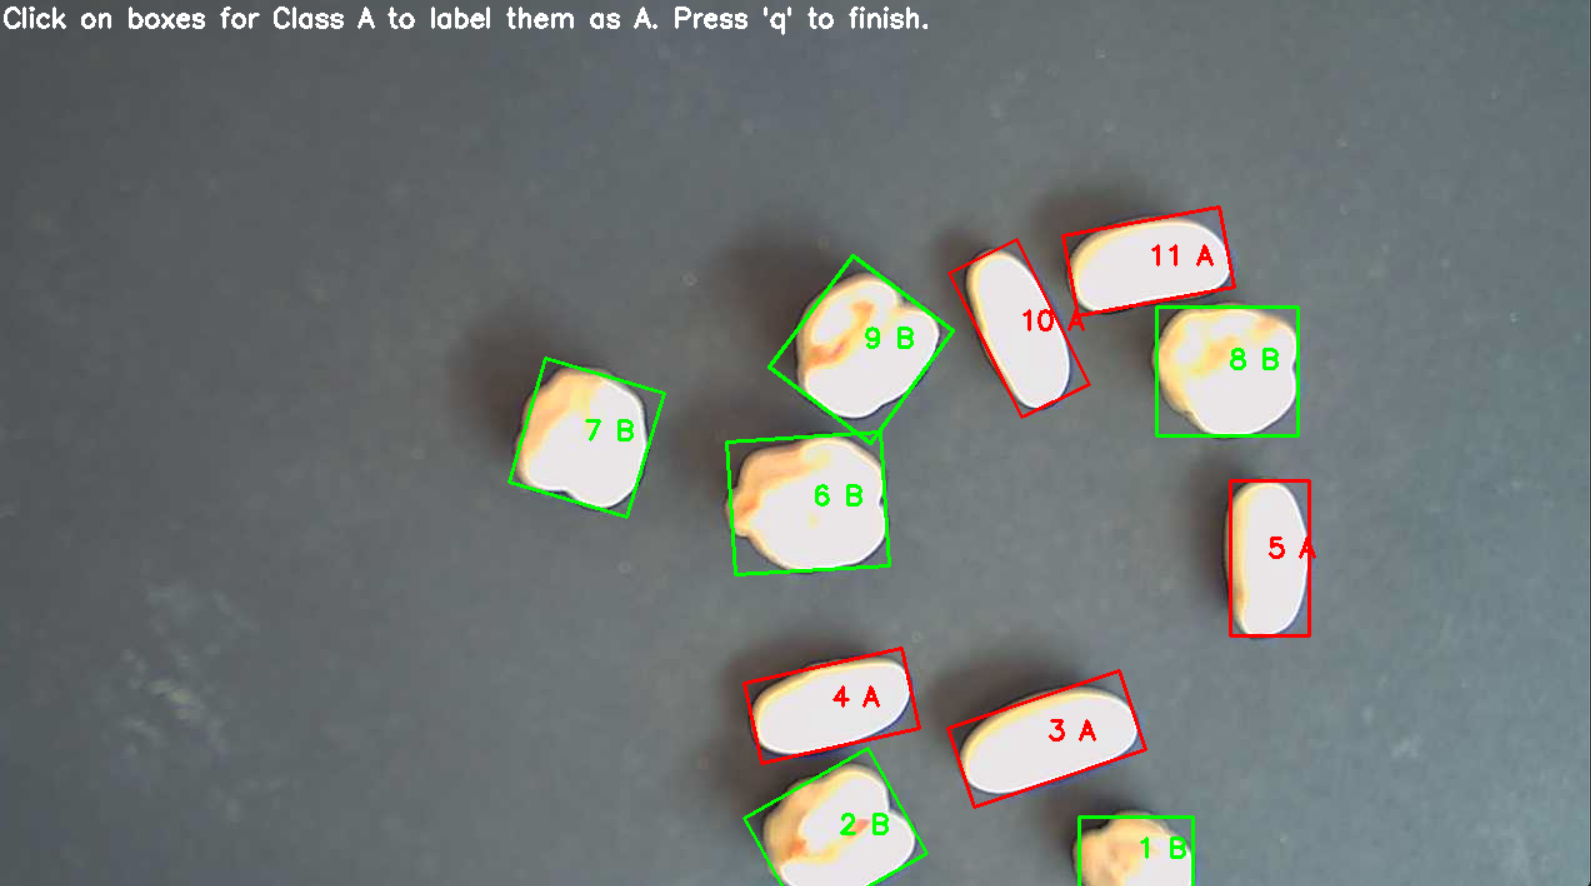 Click on boxes for Class A to label them as A. Press 'q' to finish.
11 A
10 A
9 B
8 B
7 B
6 B
5 A
4 A
3 A
2 B
1 B